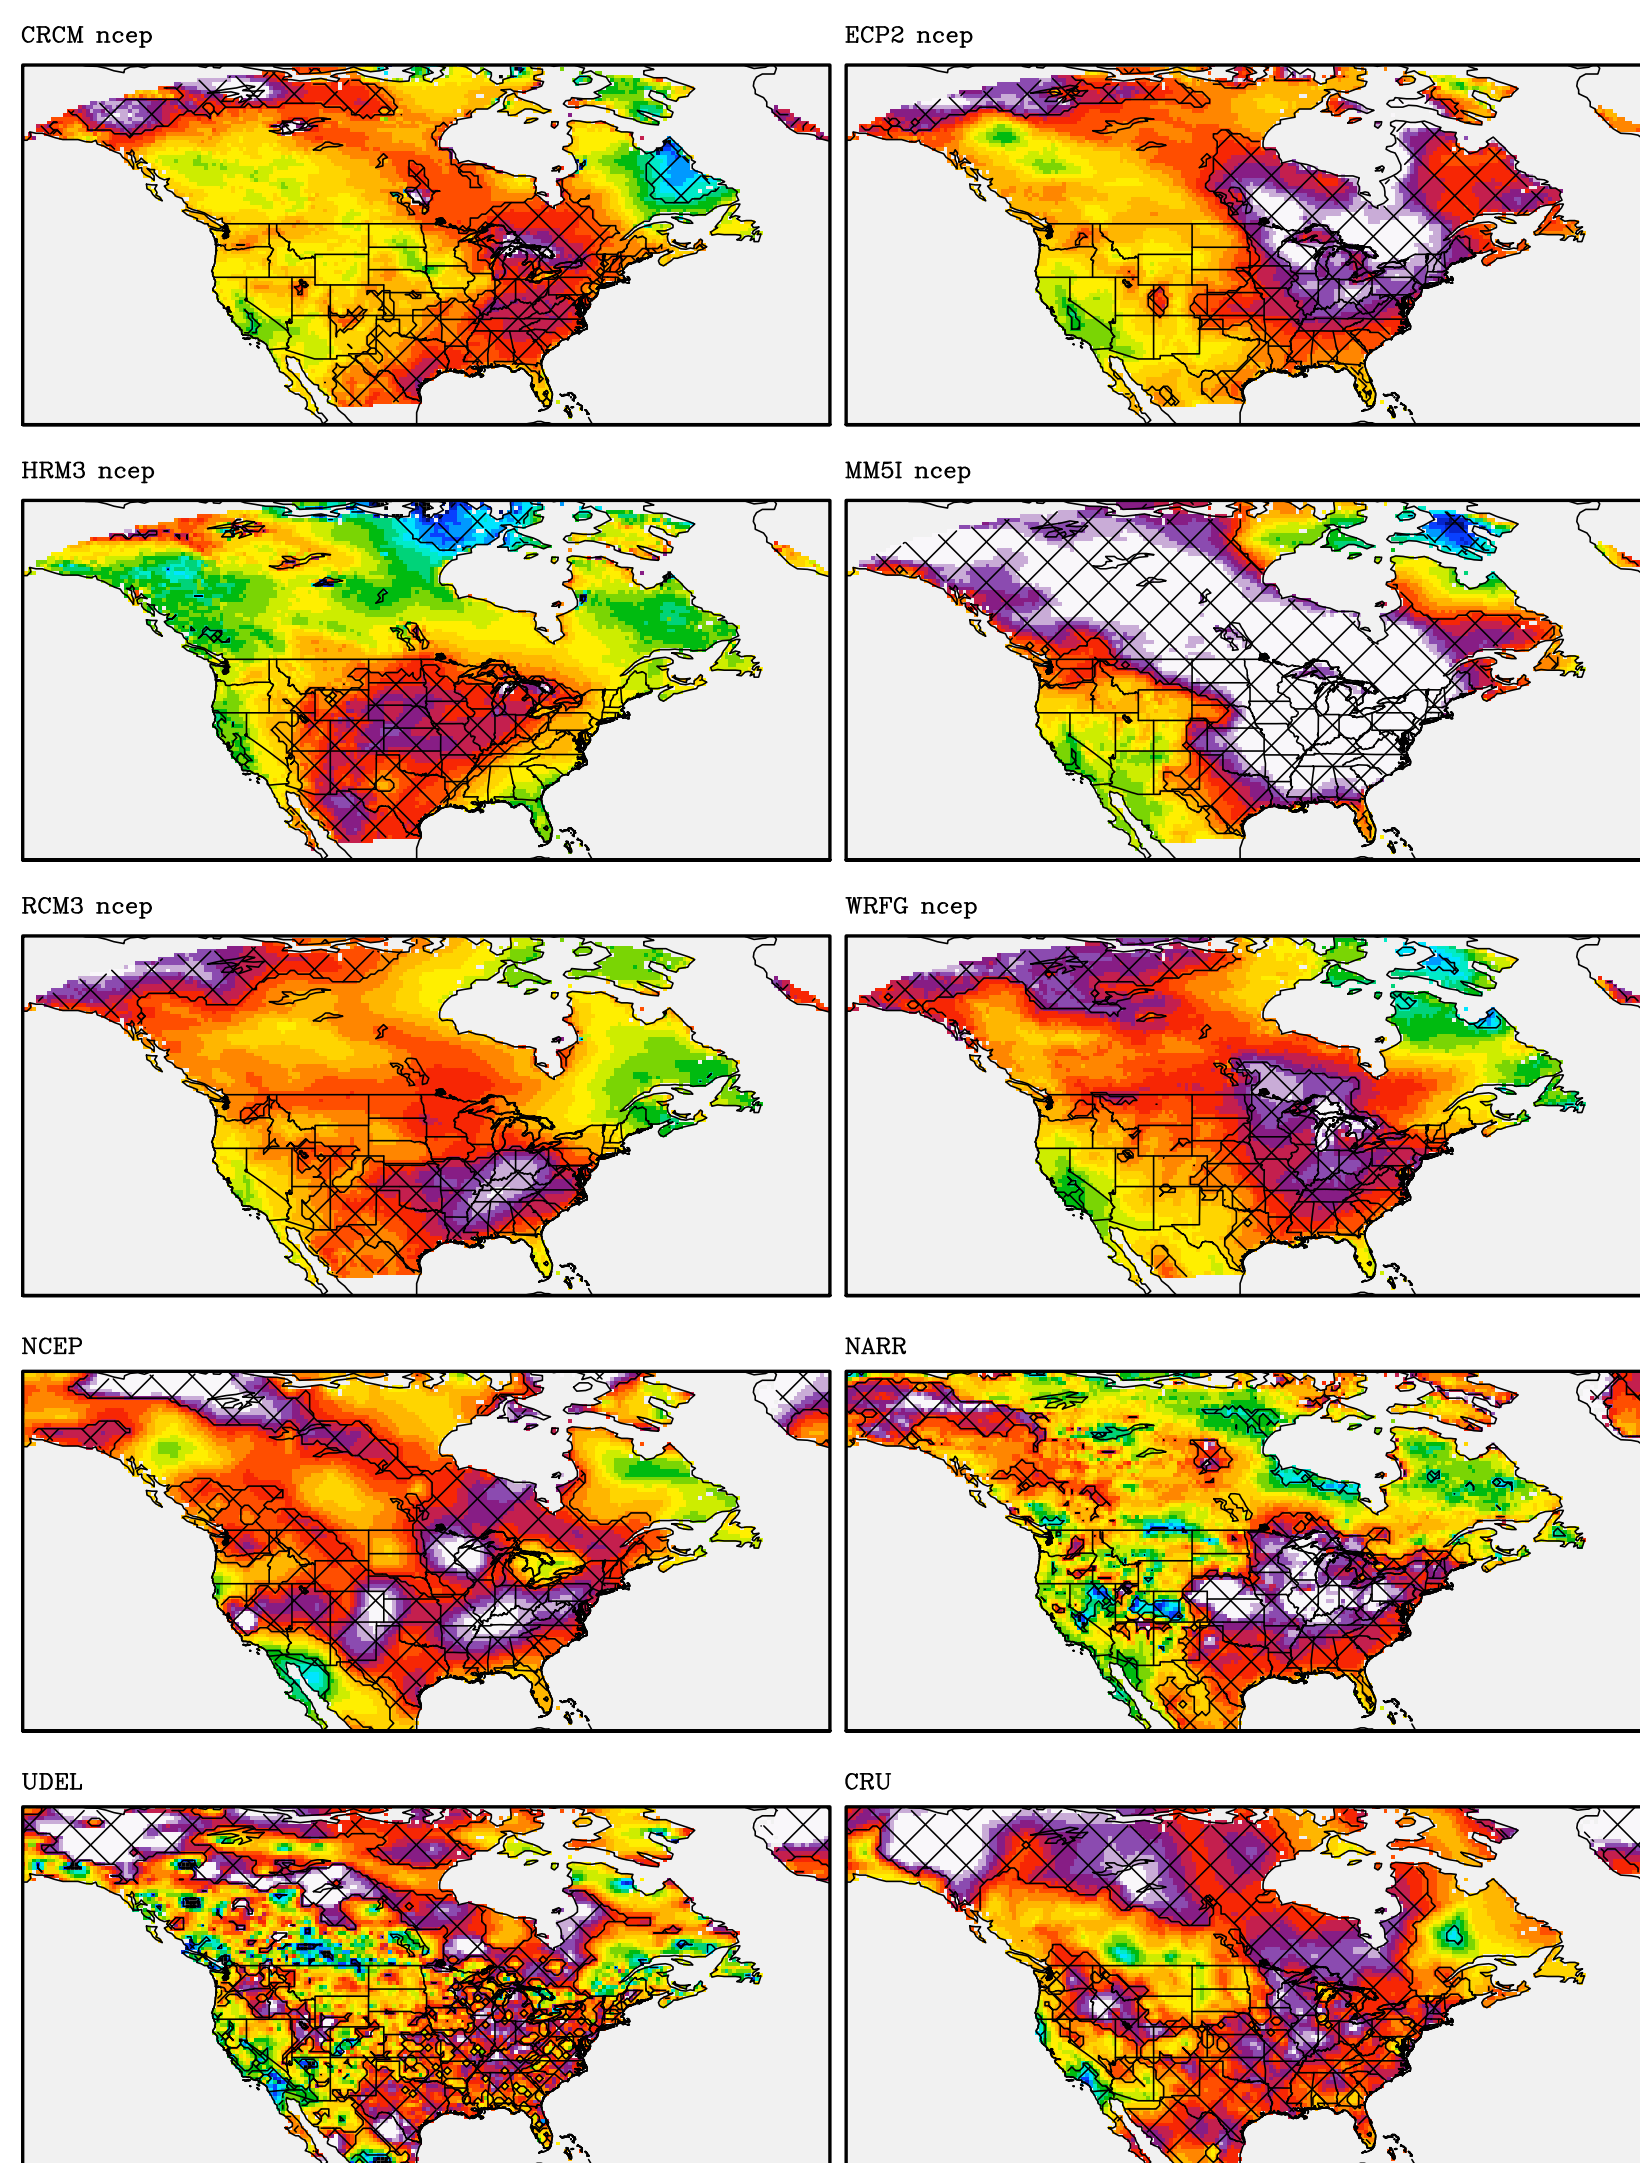 CRCM ncep
ECP2 ncep
HRM3 ncep
MM5I ncep
RCM3 ncep
WRFG ncep
NCEP
NARR
UDEL
CRU